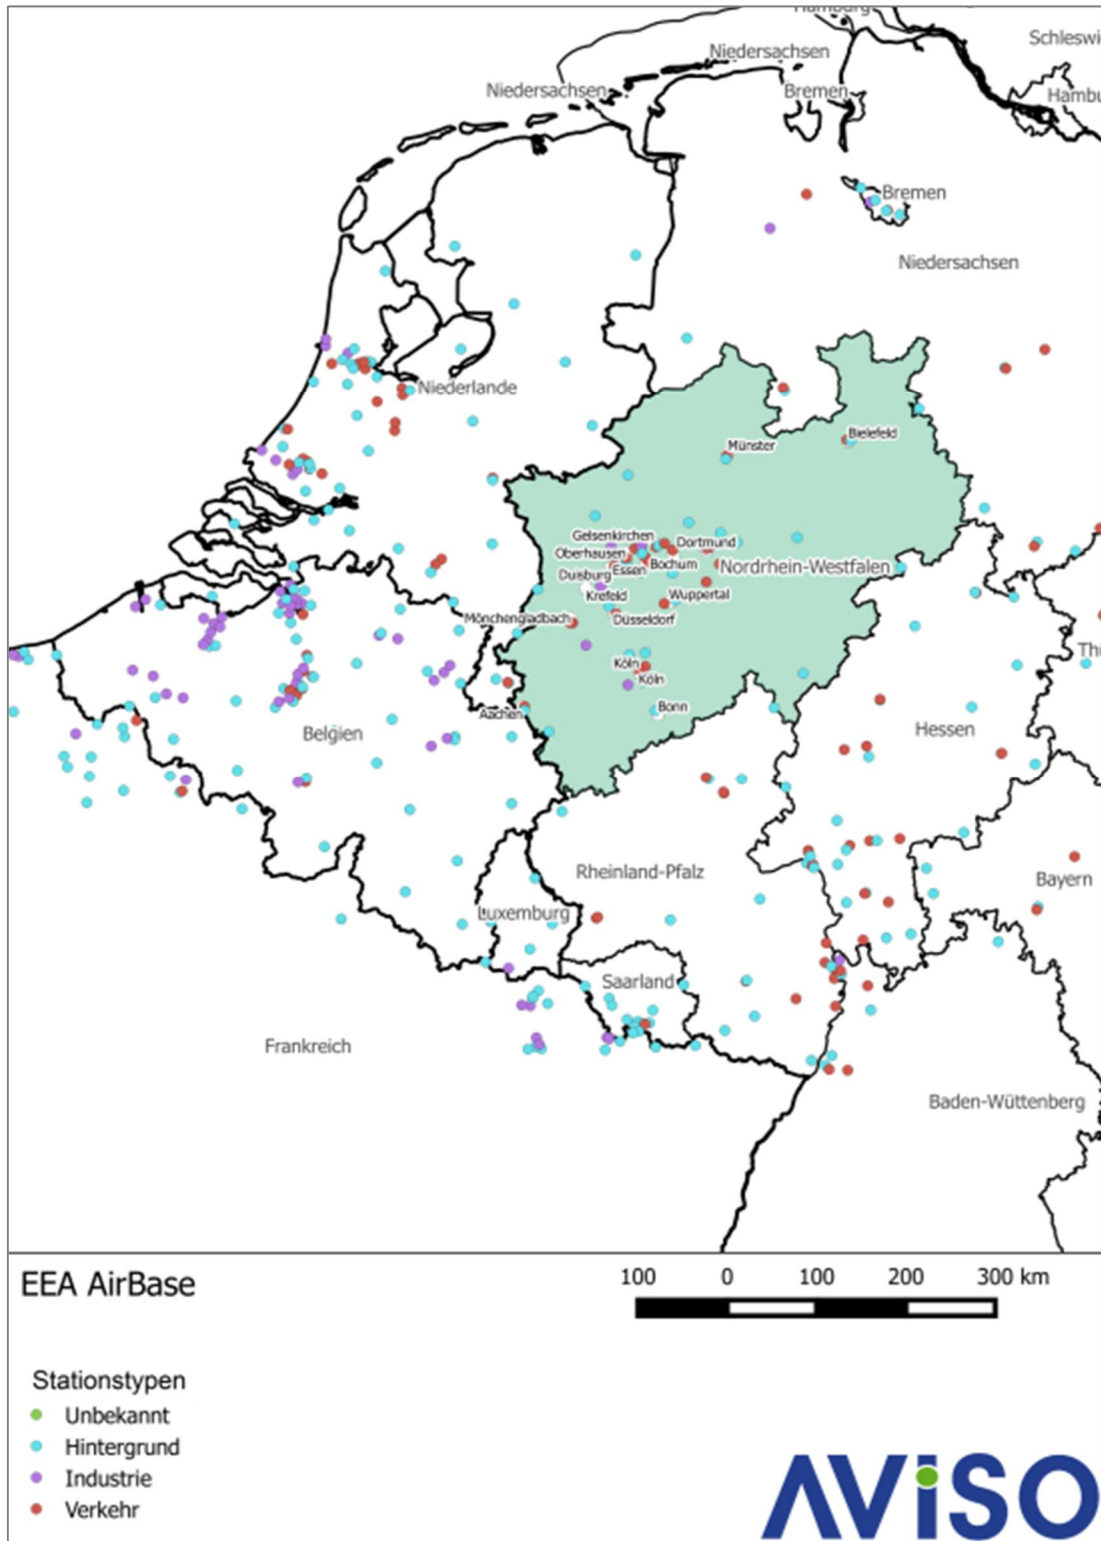 Hamburg
Schleswi
Niedersachsen
Niedersachsen
Bremen
Hambu
Bremen
Niedersachsen
Niederlande
Bielefeld
Münster
Gelsenkirchen
Dortmund
Oberhausen
Bochum
Nordrhein-Westfalen
Essen
Duisburg
Krefeld
Wuppertal
Mönchengladbach
Düsseldorf
Thü
Köln
Köln
Bonn
Aachen
Belgien
Hessen
Rheinland-Pfalz
Bayern
Luxemburg
Saarland
Frankreich
Baden-Wüttenberg
EEA AirBase
100 0 100 200 300 km
Stationstypen
Unbekannt
Hintergrund
Industrie
Verkehr
AViSO